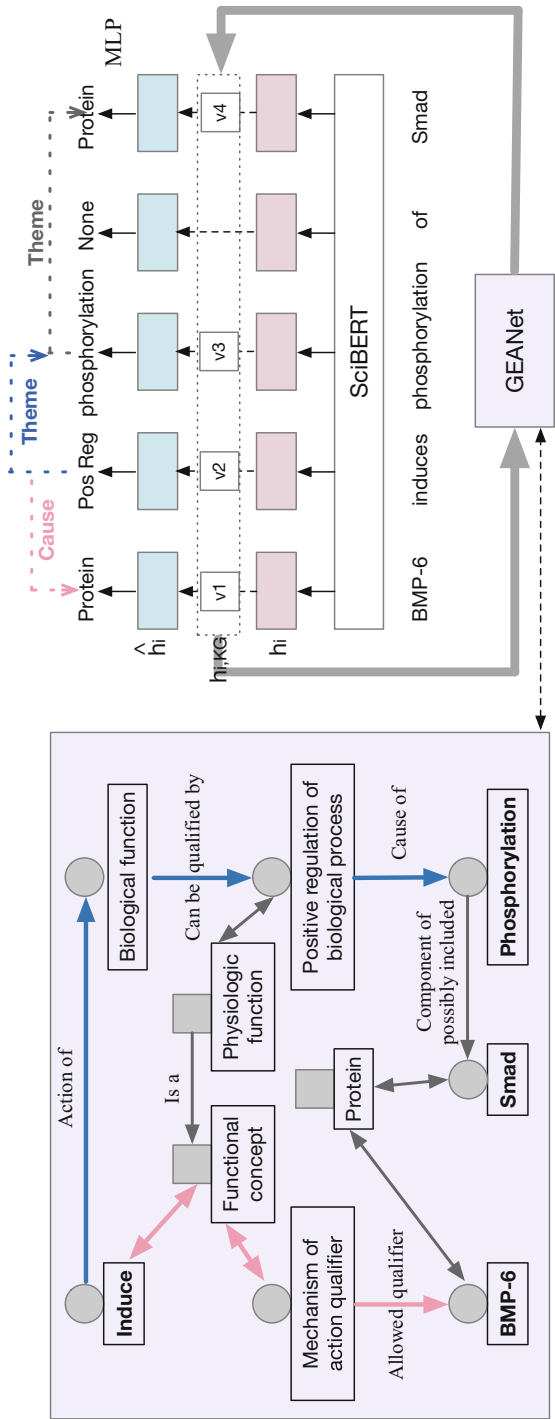 Action of
Induce
Biological function
Is a
Can be qualified by
Functional
concept
Physiologic
function
Mechanism of
action qualifier
Protein
Positive regulation of
biological process
Allowed qualifier
Component of
possibly included
Cause of
BMP-6
Smad
Phosphorylation
Cause
Theme
Theme
Protein
Pos Reg
phosphorylation
None
Protein
MLP
^
hi
hi,KG
v1
v2
v3
v4
hi
SciBERT
BMP-6
induces
phosphorylation
of
Smad
GEANet